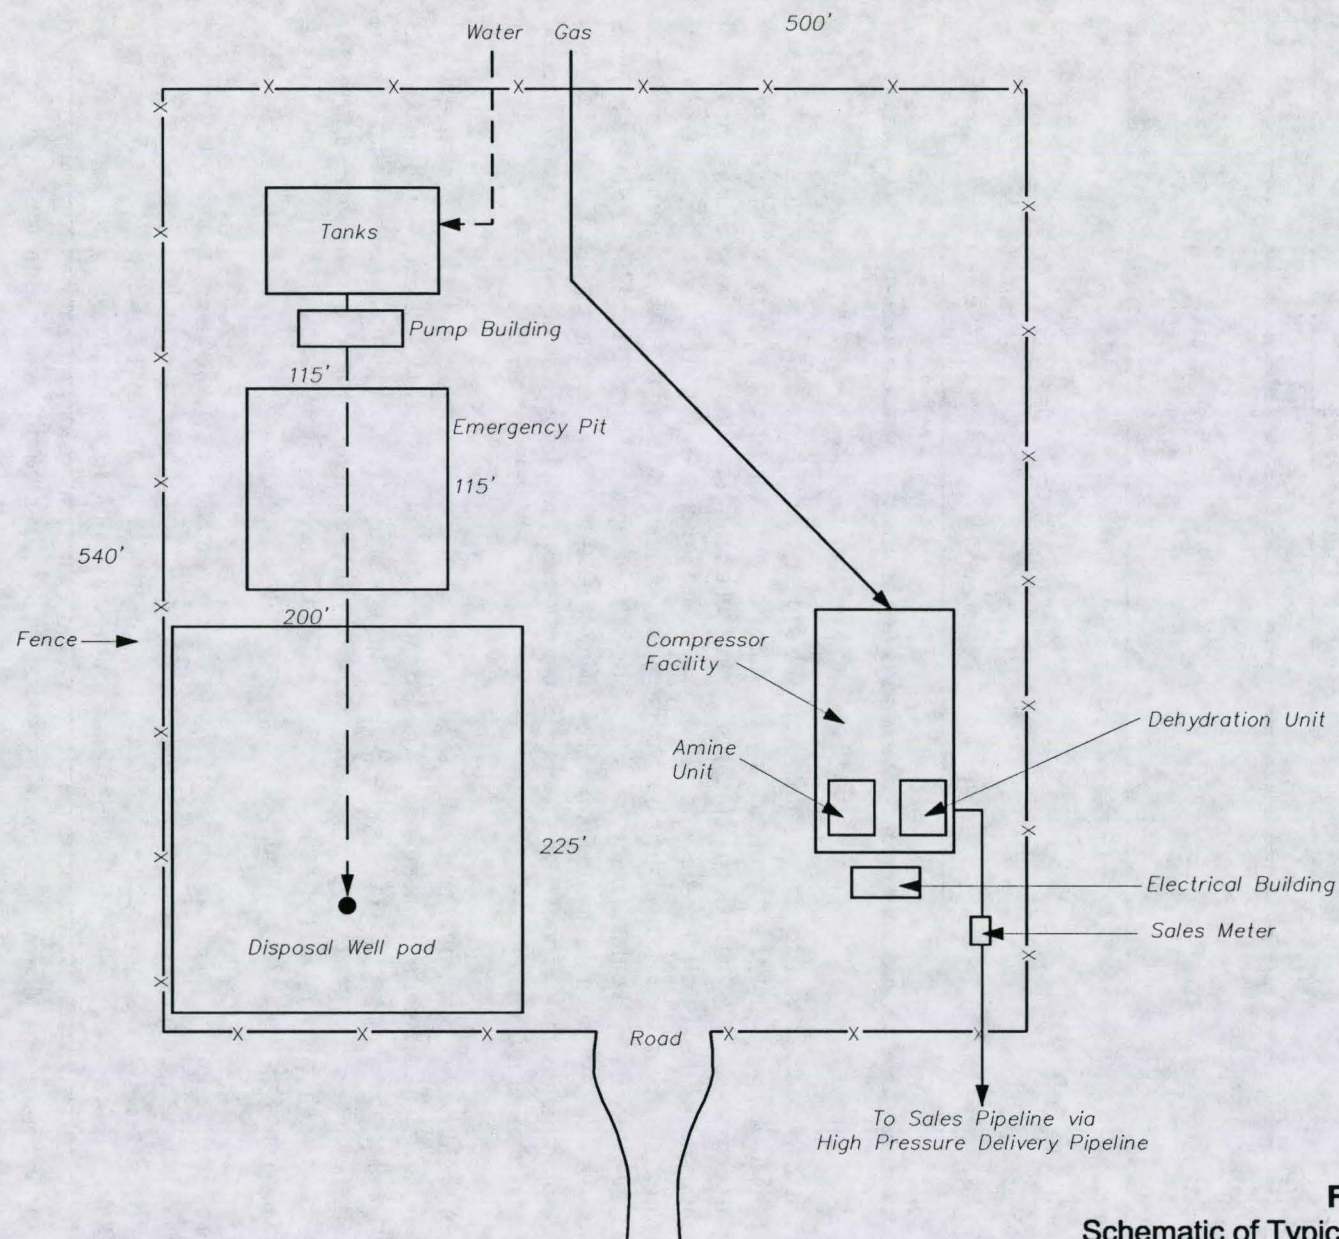 Water Gas 500'
Tanks
Pump Building
115'
Emergency Pit
115'
540'
200'
Fence
Compressor
Facility
Dehydration Unit
Amine
Unit
225'
Electrical Building
Sales Meter
Disposal Well pad
Road
To Sales Pipeline via
High Pressure Delivery Pipeline
Schematic of